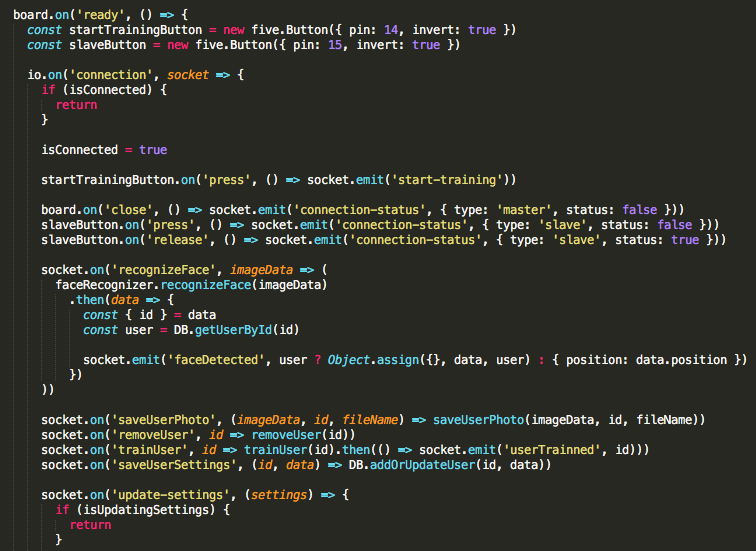 board.on('ready', () => {
  const startTrainingButton = new five.Button({ pin: 14, invert: true })
  const slaveButton = new five.Button({ pin: 15, invert: true })

  io.on('connection', socket => {
    if (isConnected) {
      return
    }

    isConnected = true

    startTrainingButton.on('press', () => socket.emit('start-training'))

    board.on('close', () => socket.emit('connection-status', { type: 'master', status: false }))
    slaveButton.on('press', () => socket.emit('connection-status', { type: 'slave', status: false }))
    slaveButton.on('release', () => socket.emit('connection-status', { type: 'slave', status: true }))

    socket.on('recognizeFace', imageData => (
      faceRecognizer.recognizeFace(imageData)
        .then(data => {
          const { id } = data
          const user = DB.getUserById(id)

          socket.emit('faceDetected', user ? Object.assign({}, data, user) : { position: data.position })
        })
    ))

    socket.on('saveUserPhoto', (imageData, id, fileName) => saveUserPhoto(imageData, id, fileName))
    socket.on('removeUser', id => removeUser(id))
    socket.on('trainUser', id => trainUser(id).then(() => socket.emit('userTrainned', id)))
    socket.on('saveUserSettings', (id, data) => DB.addOrUpdateUser(id, data))

    socket.on('update-settings', (settings) => {
      if (isUpdatingSettings) {
        return
      }